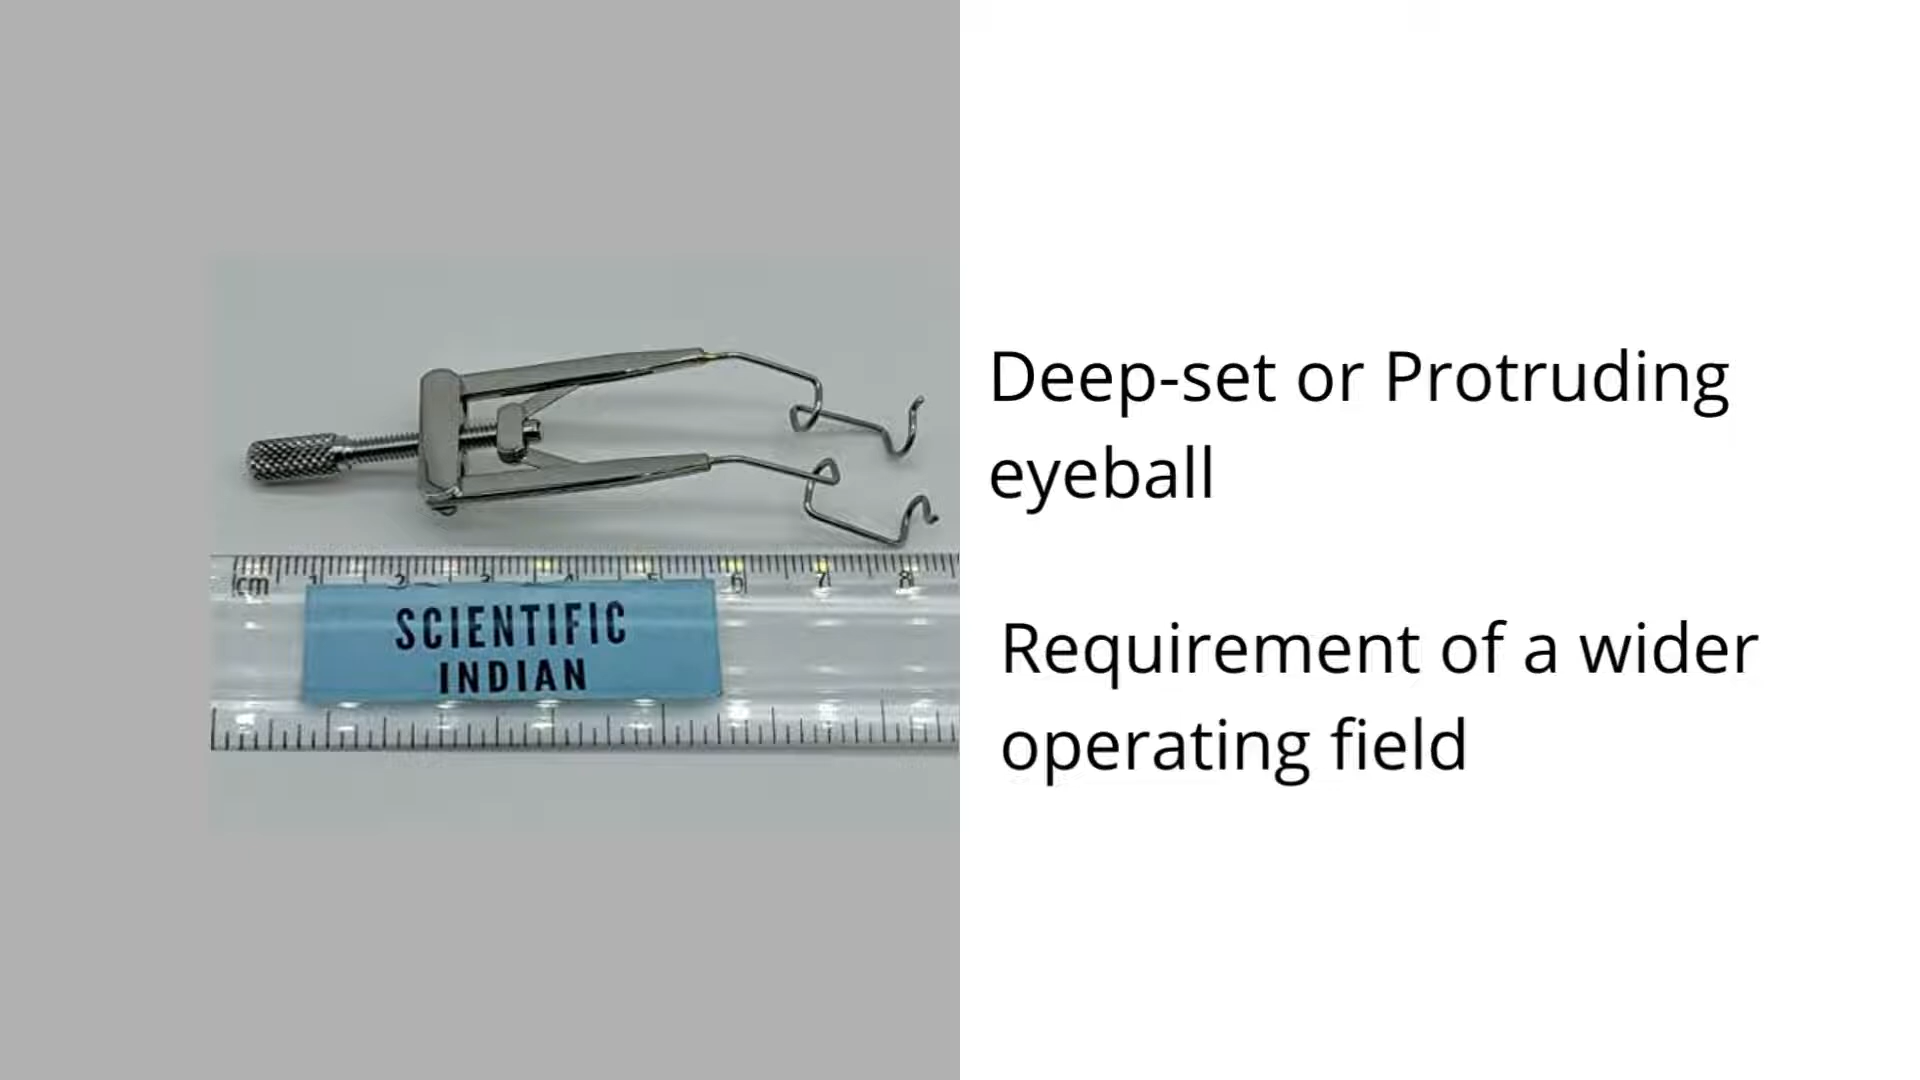 Deep-set or Protruding
eyeball
Requirement of a wider
operating field
cm 1 2 3 4 5 6 7 8
SCIENTIFIC
INDIAN